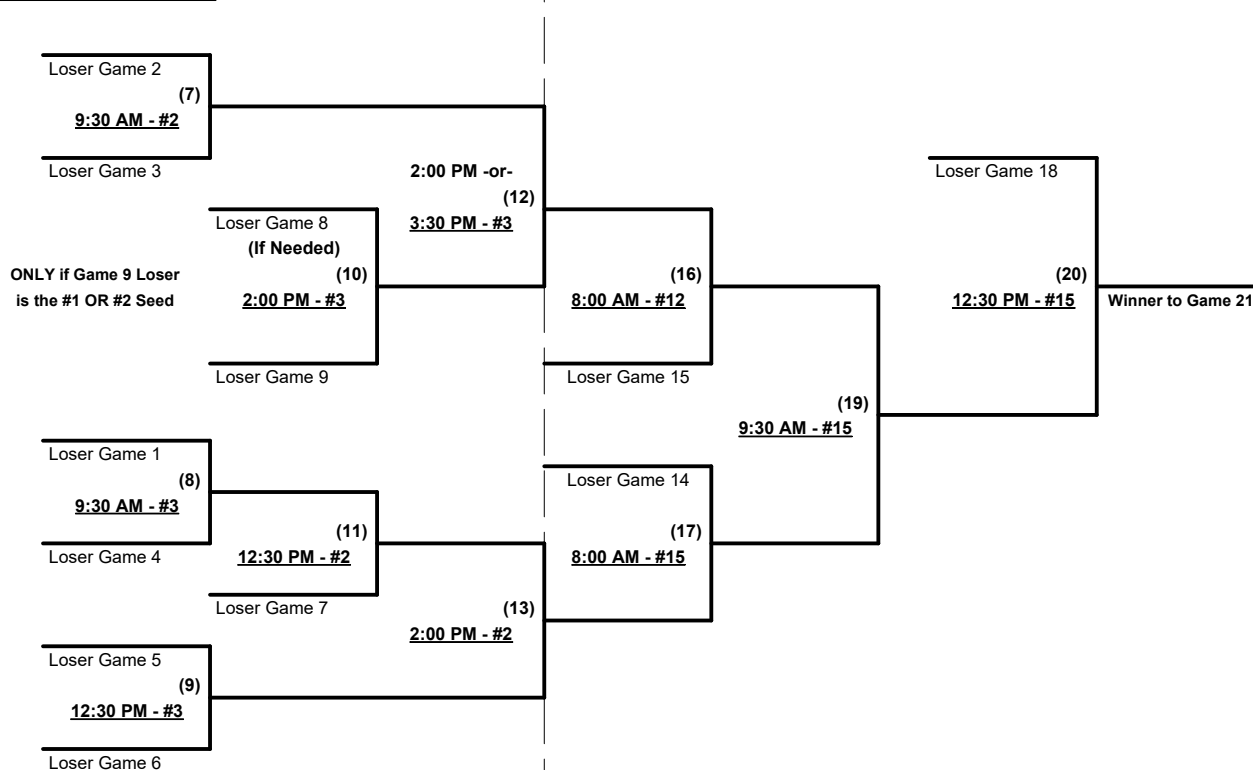 Loser Game 2
(7)
9:30 AM - #2
Loser Game 3
2:00 PM -or-
(12)
3:30 PM - #3
Loser Game 18
Loser Game 8
(If Needed)
(10)
2:00 PM - #3
ONLY if Game 9 Loser
is the #1 OR #2 Seed
Loser Game 9
(16)
8:00 AM - #12
Loser Game 15
(20)
12:30 PM - #15
Winner to Game 21
(19)
9:30 AM - #15
Loser Game 1
(8)
9:30 AM - #3
Loser Game 4
(11)
12:30 PM - #2
Loser Game 7
Loser Game 14
(17)
8:00 AM - #15
(13)
2:00 PM - #2
Loser Game 5
(9)
12:30 PM - #3
Loser Game 6